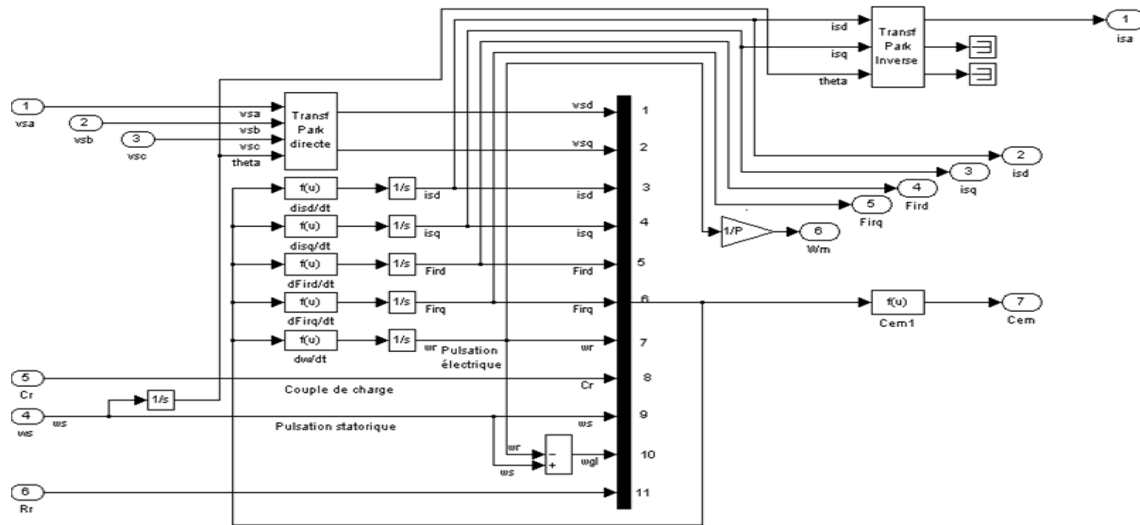 isd
isq
theta
Transf
Park
Inverse
1
isa
1
vsa
2
vsb
3
vsc
vsa
vsb
vsc
theta
Transf
Park
directe
vsd
vsq
1
2
2
isd
3
isq
4
Fird
5
Firq
f(u)
disd/dt
1/s
isd
isd
3
f(u)
disq/dt
1/s
isq
isq
4
1/P
6
Wm
f(u)
dFird/dt
1/s
Fird
Fird
5
f(u)
dFirq/dt
1/s
Firq
Firq
6
f(u)
Cem1
7
Cem
f(u)
dw/dt
1/s
wr
Pulsation
électrique
wr
7
5
Cr
Couple de charge
Cr
8
4
ws
ws
1/s
Pulsation statorique
ws
9
wr
ws
−
+
wgl
10
6
Rr
11